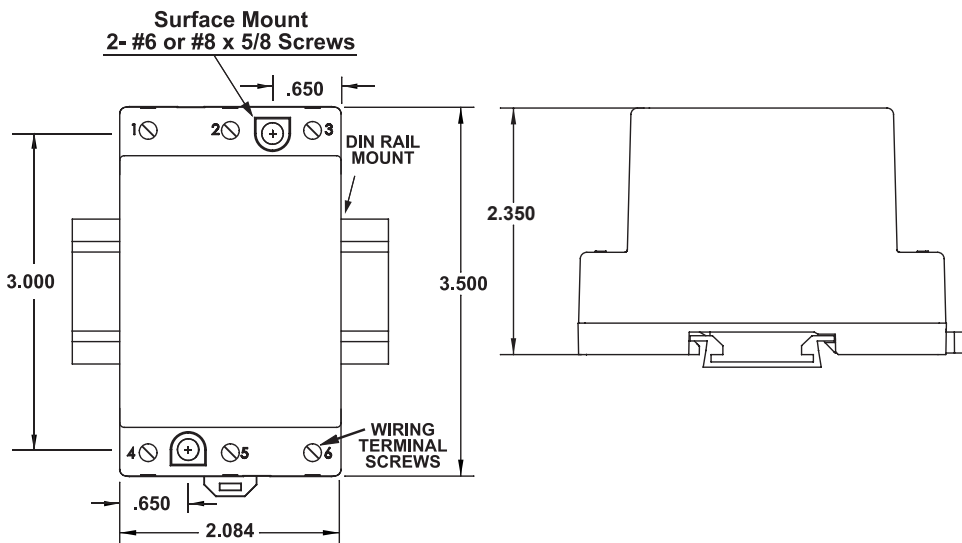 Surface Mount
2- #6 or #8 x 5/8 Screws
.650
1
2
3
DIN RAIL
MOUNT
3.000
3.500
2.350
4
5
6
WIRING
TERMINAL
SCREWS
.650
2.084